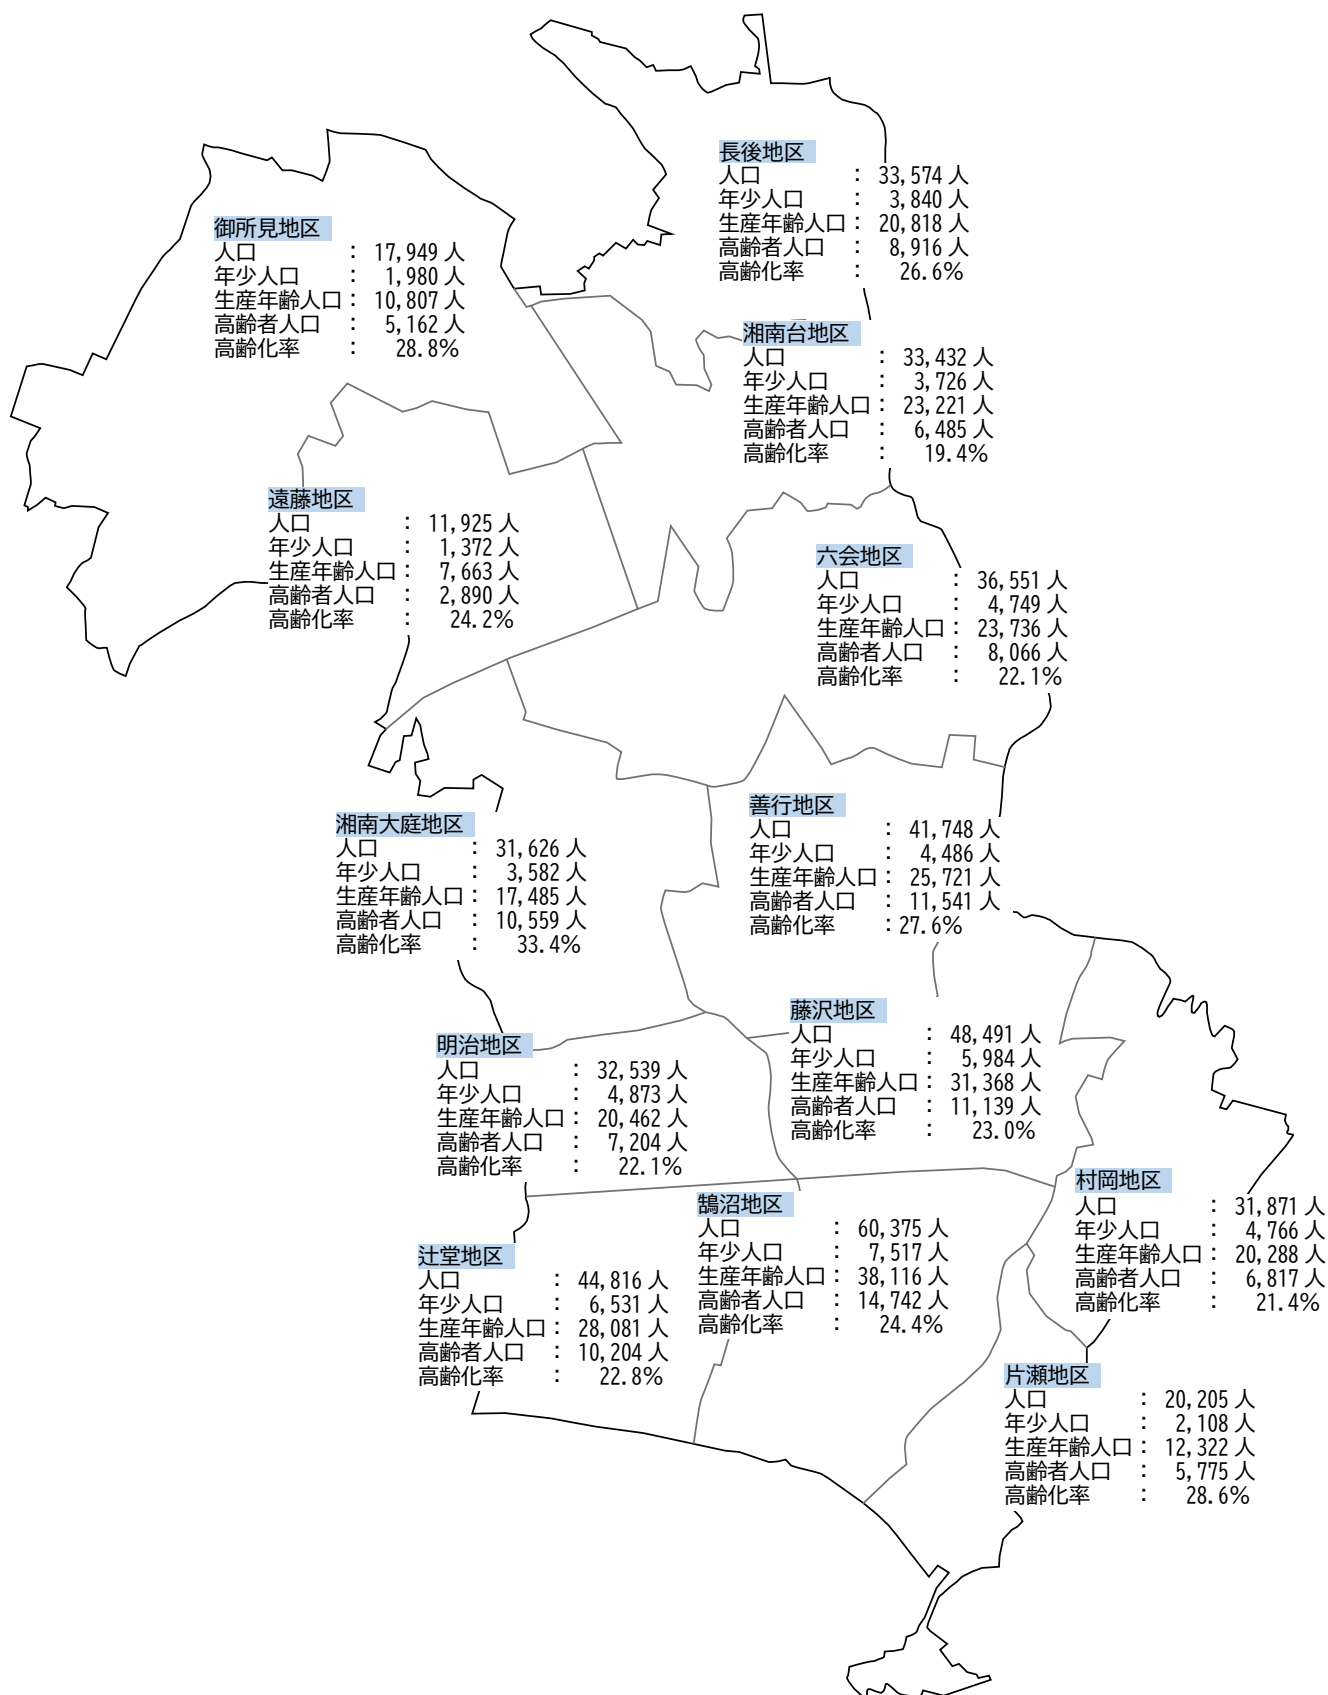 長後地区
人口 : 33,574 人
年少人口 : 3,840 人
生産年齢人口 : 20,818 人
高齢者人口 : 8,916 人
高齢化率 : 26.6%
御所見地区
人口 : 17,949 人
年少人口 : 1,980 人
生産年齢人口 : 10,807 人
高齢者人口 : 5,162 人
高齢化率 : 28.8%
湘南台地区
人口 : 33,432 人
年少人口 : 3,726 人
生産年齢人口 : 23,221 人
高齢者人口 : 6,485 人
高齢化率 : 19.4%
遠藤地区
人口 : 11,925 人
年少人口 : 1,372 人
生産年齢人口 : 7,663 人
高齢者人口 : 2,890 人
高齢化率 : 24.2%
六会地区
人口 : 36,551 人
年少人口 : 4,749 人
生産年齢人口 : 23,736 人
高齢者人口 : 8,066 人
高齢化率 : 22.1%
善行地区
人口 : 41,748 人
年少人口 : 4,486 人
生産年齢人口 : 25,721 人
高齢者人口 : 11,541 人
高齢化率 : 27.6%
湘南大庭地区
人口 : 31,626 人
年少人口 : 3,582 人
生産年齢人口 : 17,485 人
高齢者人口 : 10,559 人
高齢化率 : 33.4%
藤沢地区
人口 : 48,491 人
年少人口 : 5,984 人
生産年齢人口 : 31,368 人
高齢者人口 : 11,139 人
高齢化率 : 23.0%
明治地区
人口 : 32,539 人
年少人口 : 4,873 人
生産年齢人口 : 20,462 人
高齢者人口 : 7,204 人
高齢化率 : 22.1%
村岡地区
人口 : 31,871 人
年少人口 : 4,766 人
生産年齢人口 : 20,288 人
高齢者人口 : 6,817 人
高齢化率 : 21.4%
鵠沼地区
人口 : 60,375 人
年少人口 : 7,517 人
生産年齢人口 : 38,116 人
高齢者人口 : 14,742 人
高齢化率 : 24.4%
辻堂地区
人口 : 44,816 人
年少人口 : 6,531 人
生産年齢人口 : 28,081 人
高齢者人口 : 10,204 人
高齢化率 : 22.8%
片瀬地区
人口 : 20,205 人
年少人口 : 2,108 人
生産年齢人口 : 12,322 人
高齢者人口 : 5,775 人
高齢化率 : 28.6%